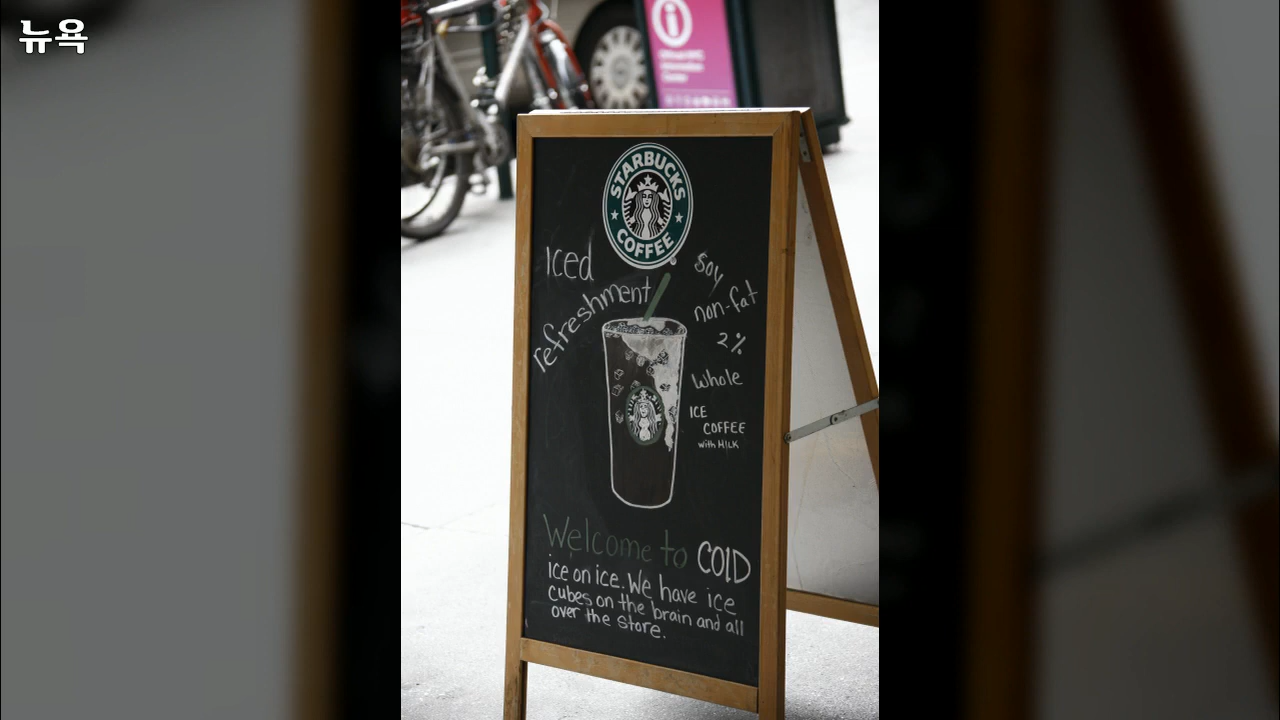 뉴욕
STARBUCKS
COFFEE
Iced
refreshment
Soy
non-fat
2%
Whole
ICE
COFFEE
with MILK
Welcome to COLD
ice on ice. We have ice
cubes on the brain and all
over the store.